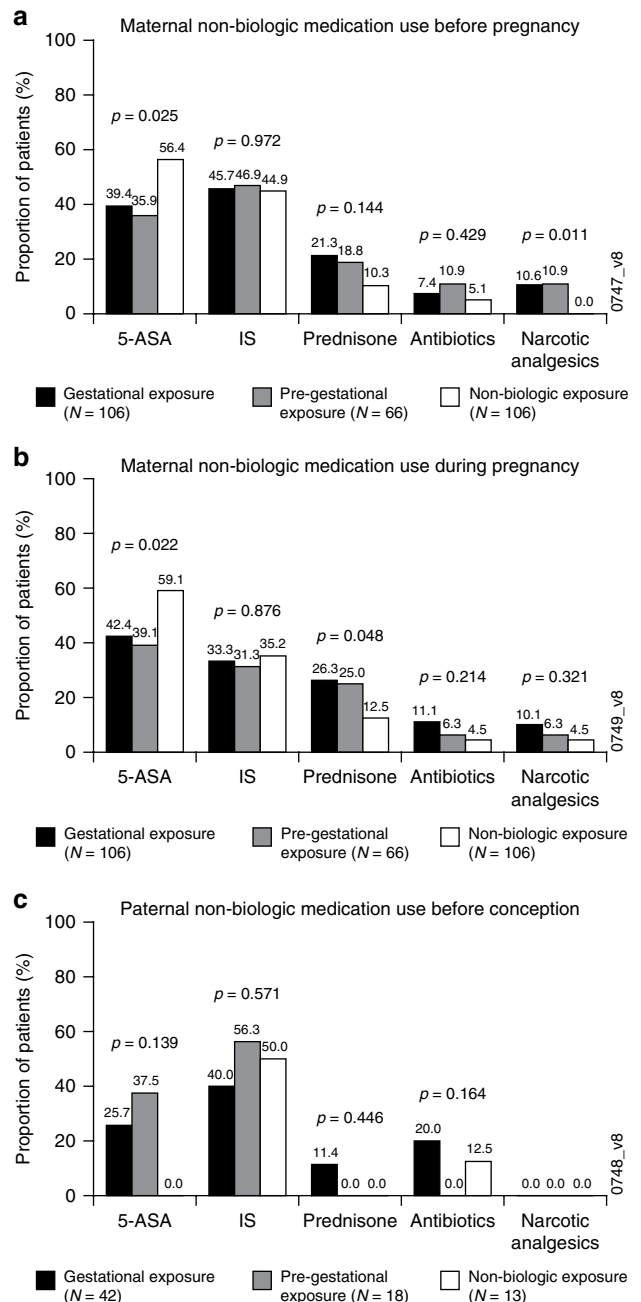 a
Maternal non-biologic medication use before pregnancy
Proportion of patients (%)
100
80
60
40
20
0
p = 0.025
p = 0.972
p = 0.144
p = 0.429
p = 0.011
39.4 35.9 56.4
45.7 46.9 44.9
21.3 18.8 10.3
7.4 10.9 5.1
10.6 10.9 0.0
5-ASA IS Prednisone Antibiotics Narcotic
analgesics
0747_v8
Gestational exposure
(N = 106)
Pre-gestational
exposure (N = 66)
Non-biologic exposure
(N = 106)
b
Maternal non-biologic medication use during pregnancy
Proportion of patients (%)
100
80
60
40
20
0
p = 0.022
p = 0.876
p = 0.048
p = 0.214
p = 0.321
42.4 39.1 59.1
33.3 31.3 35.2
26.3 25.0 12.5
11.1 6.3 4.5
10.1 6.3 4.5
5-ASA IS Prednisone Antibiotics Narcotic
analgesics
0749_v8
Gestational exposure
(N = 106)
Pre-gestational
exposure (N = 66)
Non-biologic exposure
(N = 106)
c
Paternal non-biologic medication use before conception
Proportion of patients (%)
100
80
60
40
20
0
p = 0.139
p = 0.571
p = 0.446
p = 0.164
25.7 37.5 0.0
40.0 56.3 50.0
11.4 0.0 0.0
20.0 0.0 12.5
0.0 0.0 0.0
5-ASA IS Prednisone Antibiotics Narcotic
analgesics
0748_v8
Gestational exposure
(N = 42)
Pre-gestational
exposure (N = 18)
Non-biologic exposure
(N = 13)